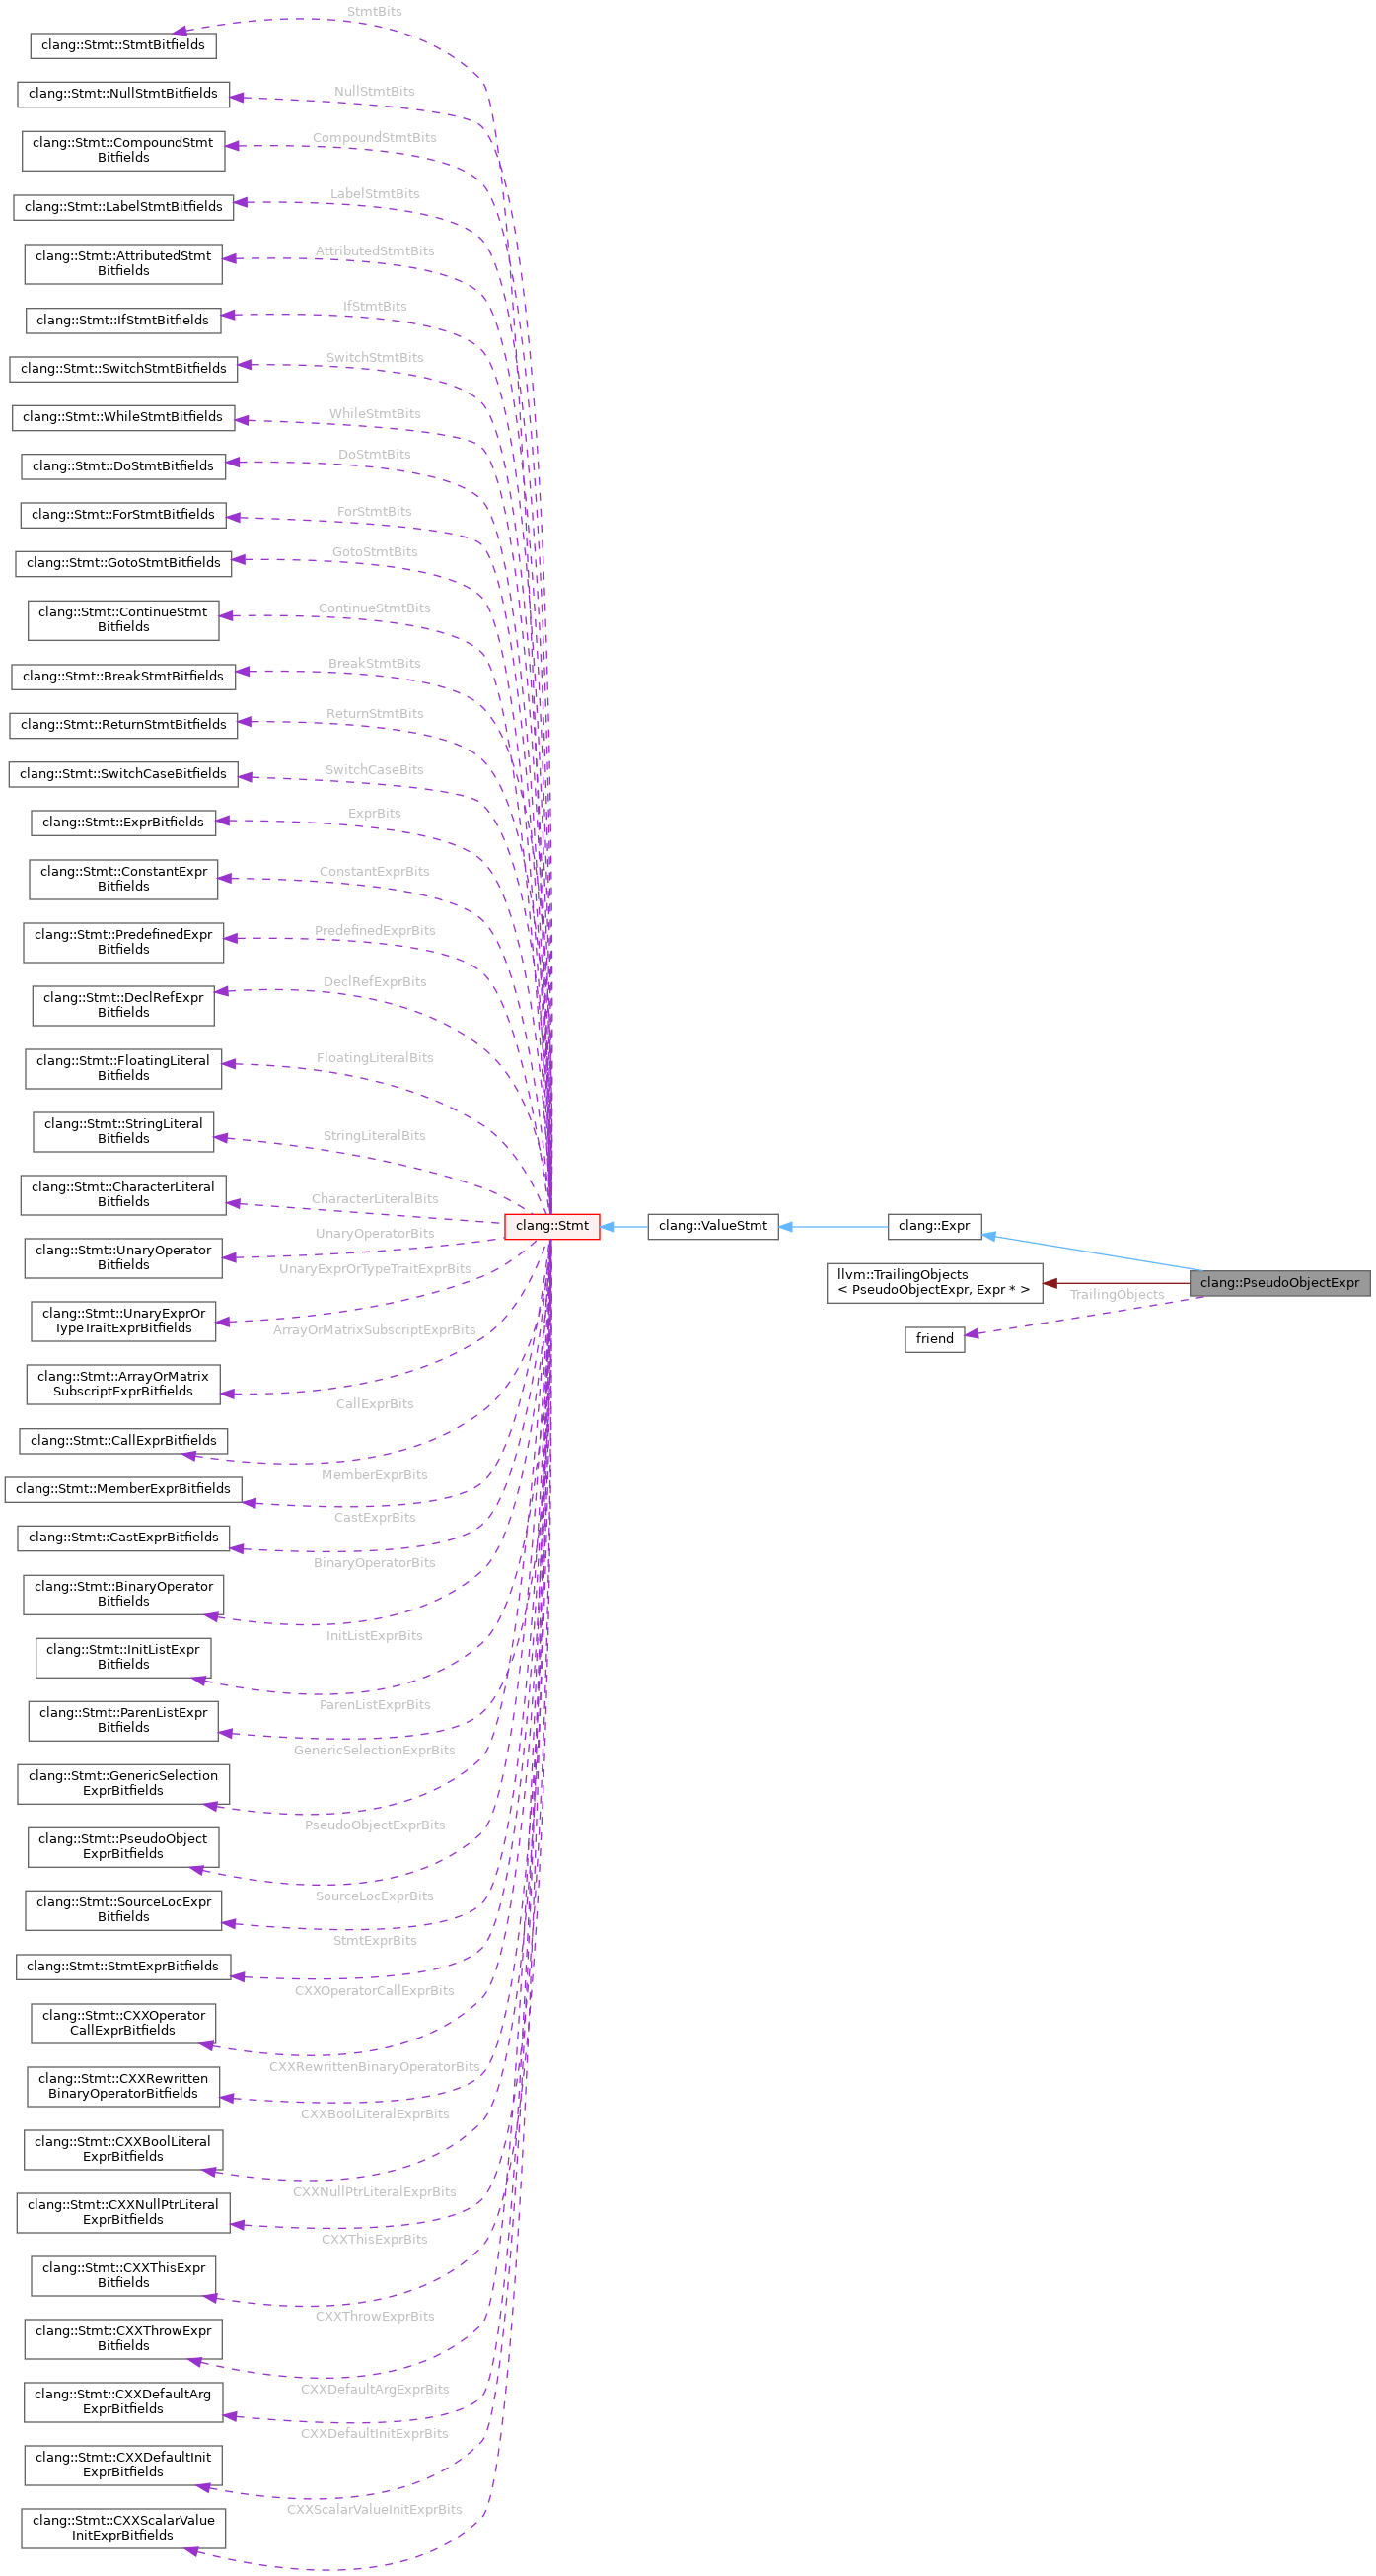 StmtBits
clang::Stmt::StmtBitfields
NullStmtBits
clang::Stmt::NullStmtBitfields
CompoundStmtBits
clang::Stmt::CompoundStmt
Bitfields
LabelStmtBits
clang::Stmt::LabelStmtBitfields
AttributedStmtBits
clang::Stmt::AttributedStmt
Bitfields
IfStmtBits
clang::Stmt::IfStmtBitfields
SwitchStmtBits
clang::Stmt::SwitchStmtBitfields
WhileStmtBits
clang::Stmt::WhileStmtBitfields
DoStmtBits
clang::Stmt::DoStmtBitfields
ForStmtBits
clang::Stmt::ForStmtBitfields
GotoStmtBits
clang::Stmt::GotoStmtBitfields
ContinueStmtBits
clang::Stmt::ContinueStmt
Bitfields
BreakStmtBits
clang::Stmt::BreakStmtBitfields
ReturnStmtBits
clang::Stmt::ReturnStmtBitfields
SwitchCaseBits
clang::Stmt::SwitchCaseBitfields
ExprBits
clang::Stmt::ExprBitfields
ConstantExprBits
clang::Stmt::ConstantExpr
Bitfields
PredefinedExprBits
clang::Stmt::PredefinedExpr
Bitfields
DeclRefExprBits
clang::Stmt::DeclRefExpr
Bitfields
FloatingLiteralBits
clang::Stmt::FloatingLiteral
Bitfields
StringLiteralBits
clang::Stmt::StringLiteral
Bitfields
CharacterLiteralBits
clang::Stmt::CharacterLiteral
Bitfields
UnaryOperatorBits
clang::Stmt::UnaryOperator
Bitfields
UnaryExprOrTypeTraitExprBits
clang::Stmt::UnaryExprOr
TypeTraitExprBitfields
ArrayOrMatrixSubscriptExprBits
clang::Stmt::ArrayOrMatrix
SubscriptExprBitfields
CallExprBits
clang::Stmt::CallExprBitfields
MemberExprBits
clang::Stmt::MemberExprBitfields
CastExprBits
clang::Stmt::CastExprBitfields
BinaryOperatorBits
clang::Stmt::BinaryOperator
Bitfields
InitListExprBits
clang::Stmt::InitListExpr
Bitfields
ParenListExprBits
clang::Stmt::ParenListExpr
Bitfields
GenericSelectionExprBits
clang::Stmt::GenericSelection
ExprBitfields
PseudoObjectExprBits
clang::Stmt::PseudoObject
ExprBitfields
SourceLocExprBits
clang::Stmt::SourceLocExpr
Bitfields
StmtExprBits
clang::Stmt::StmtExprBitfields
CXXOperatorCallExprBits
clang::Stmt::CXXOperator
CallExprBitfields
CXXRewrittenBinaryOperatorBits
clang::Stmt::CXXRewritten
BinaryOperatorBitfields
CXXBoolLiteralExprBits
clang::Stmt::CXXBoolLiteral
ExprBitfields
CXXNullPtrLiteralExprBits
clang::Stmt::CXXNullPtrLiteral
ExprBitfields
CXXThisExprBits
clang::Stmt::CXXThisExpr
Bitfields
CXXThrowExprBits
clang::Stmt::CXXThrowExpr
Bitfields
CXXDefaultArgExprBits
clang::Stmt::CXXDefaultArg
ExprBitfields
CXXDefaultInitExprBits
clang::Stmt::CXXDefaultInit
ExprBitfields
CXXScalarValueInitExprBits
clang::Stmt::CXXScalarValue
InitExprBitfields
clang::Stmt
clang::ValueStmt
clang::Expr
llvm::TrailingObjects
< PseudoObjectExpr, Expr * >
TrailingObjects
friend
clang::PseudoObjectExpr